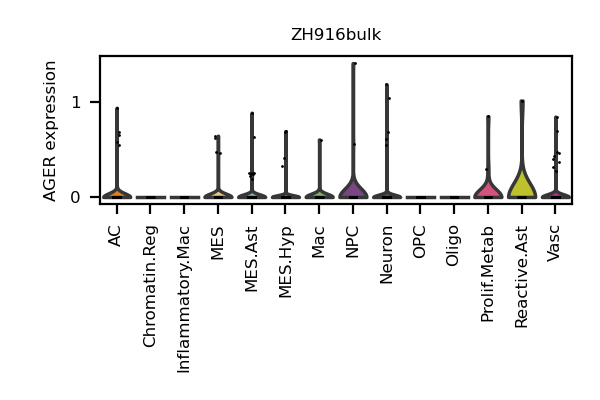 ZH916bulk
AGER expression
1
0
AC
Chromatin.Reg
Inflammatory.Mac
MES
MES.Ast
MES.Hyp
Mac
NPC
Neuron
OPC
Oligo
Prolif.Metab
Reactive.Ast
Vasc